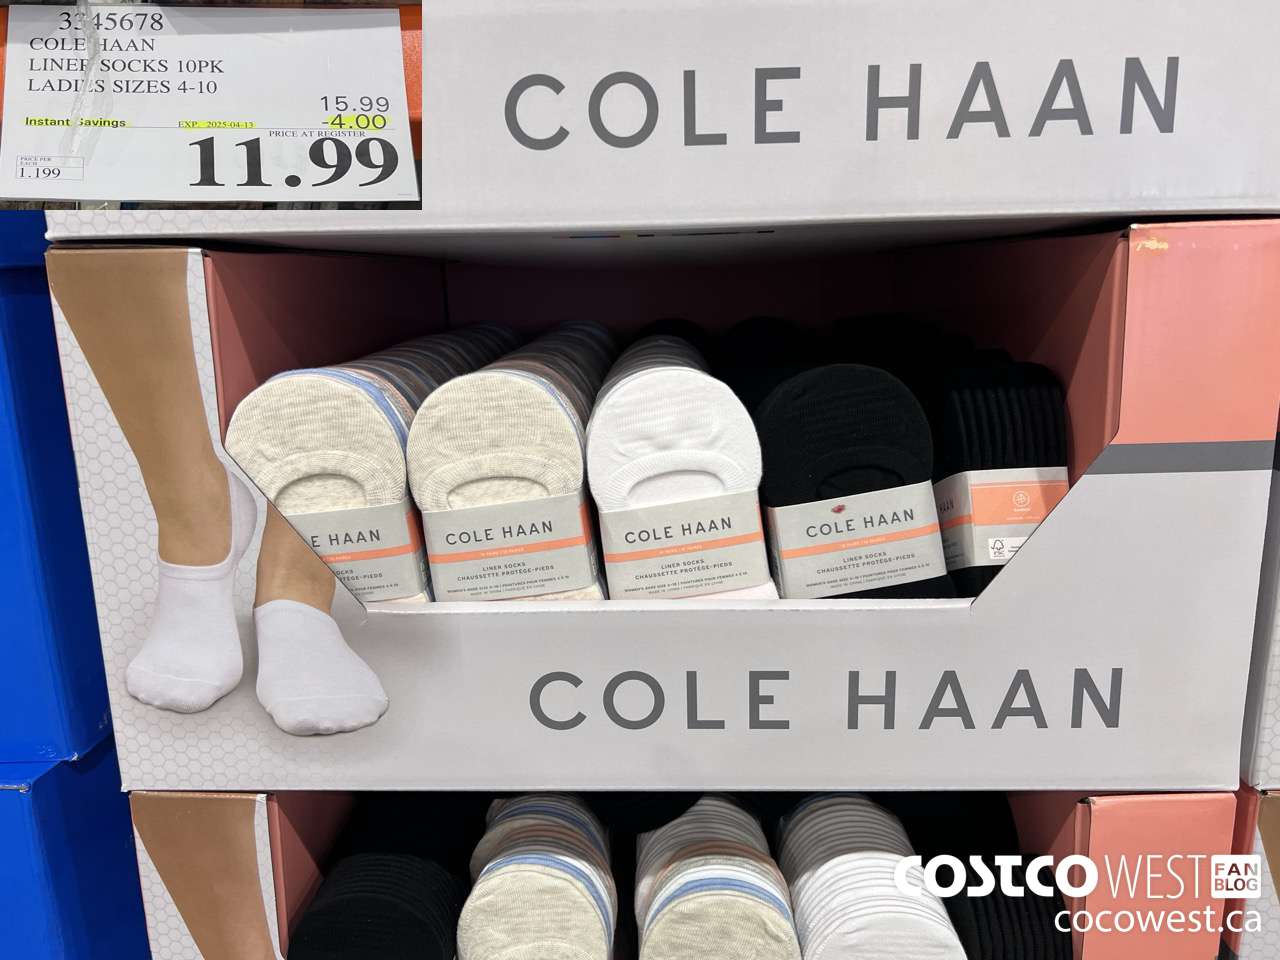 3345678
COLE HAAN
LINER SOCKS 10PK
LADIES SIZES 4-10
15.99
Instant Savings EXP. 2025-04-13 -4.00
PRICE AT REGISTER
11.99
PRICE PER
EACH
1.199
COLE HAAN
E HAAN
COLE HAAN
LINER SOCKS
CHAUSSETTE PROTÈGE-PIEDS
COLE HAAN
LINER SOCKS
CHAUSSETTE PROTÈGE-PIEDS
COLE HAAN
LINER SOCKS
CHAUSSETTE PROTÈGE-PIEDS
HAAN
FSC
COLE HAAN
COSTCO WEST FAN BLOG
cocowest.ca